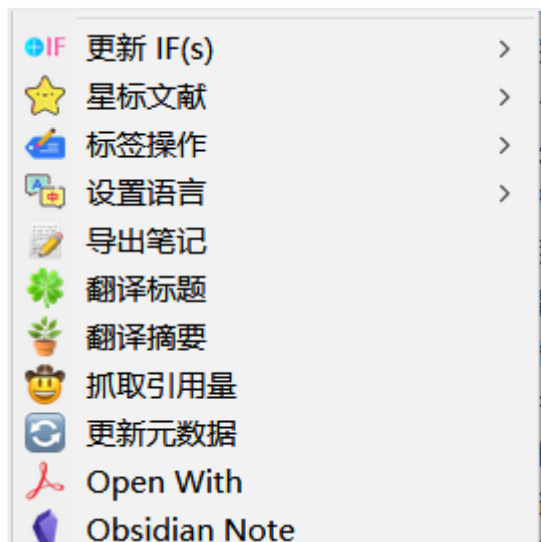 IF 更新 IF(s)
星标文献
标签操作
设置语言
导出笔记
翻译标题
翻译摘要
抓取引用量
更新元数据
Open With
Obsidian Note